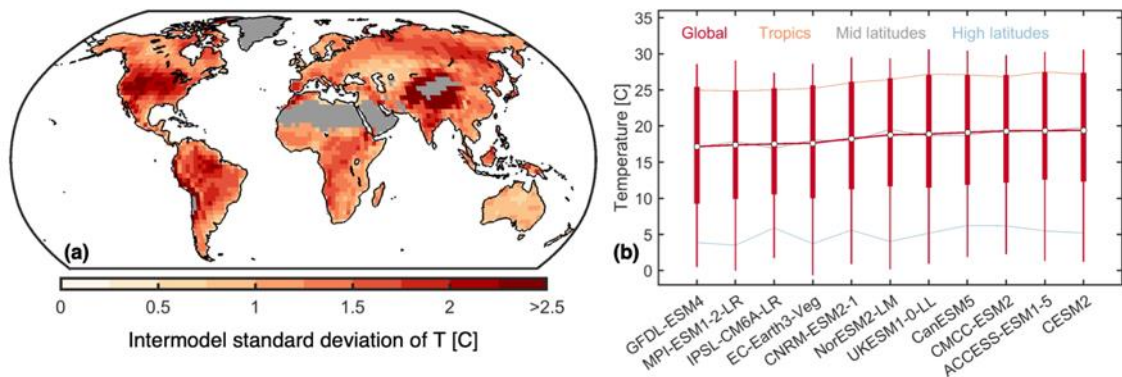 (a)
0 0.5 1 1.5 2 >2.5
Intermodel standard deviation of T [C]
Global Tropics Mid latitudes High latitudes
35
30
25
20
15
10
5
0
Temperature [C]
(b)
GFDL-ESM4
MPI-ESM1-2-LR
IPSL-CM6A-LR
EC-Earth3-Veg
CNRM-ESM2-1
NorESM2-LM
UKESM1-0-LL
CanESM5
CMCC-ESM2
ACCESS-ESM1-5
CESM2